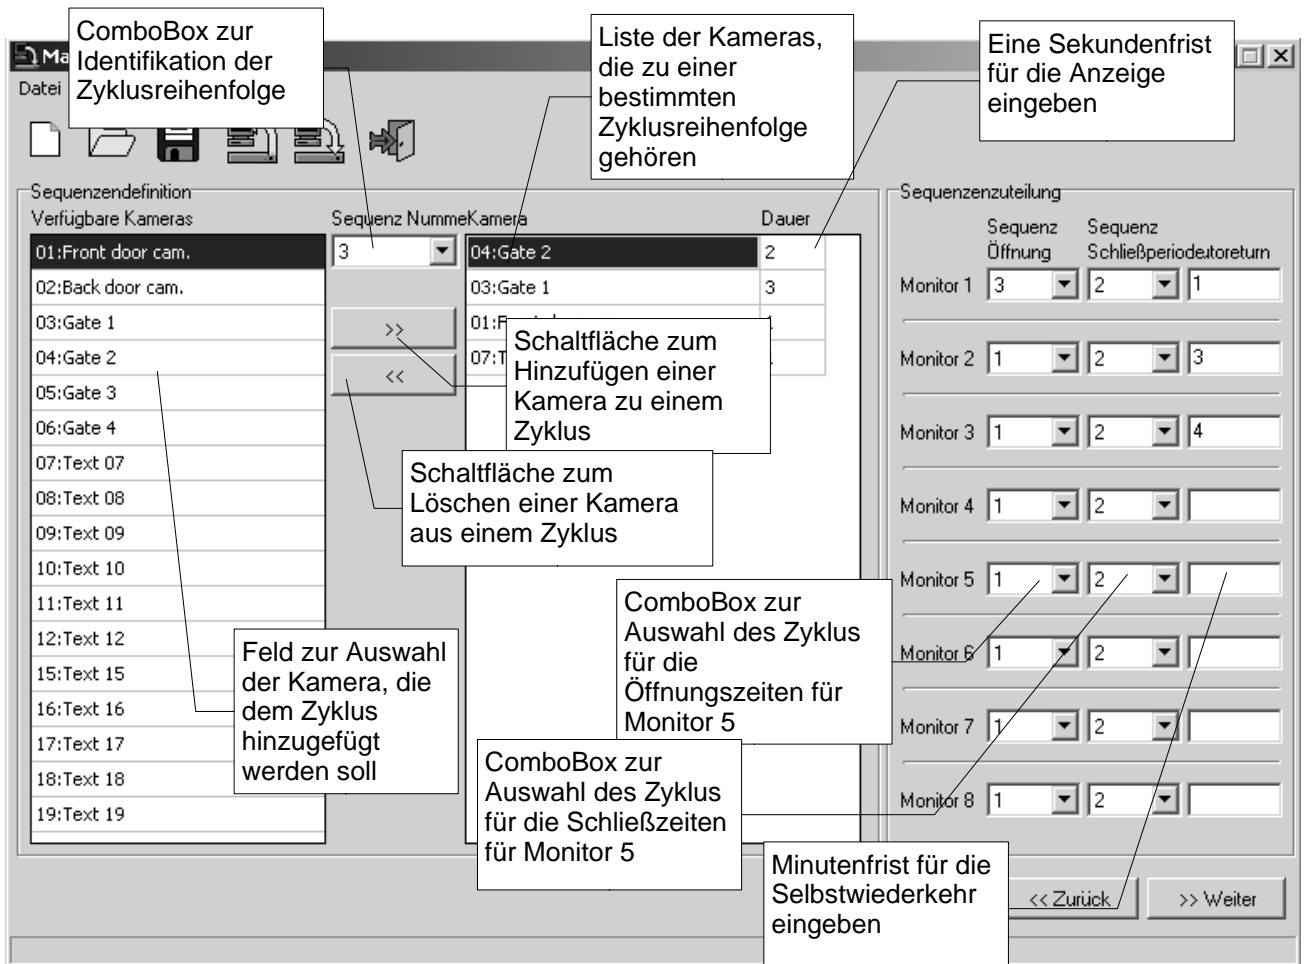 ComboBox zur
Identifikation der
Zyklusreihenfolge
Liste der Kameras,
die zu einer
bestimmten
Zyklusreihenfolge
gehören
Eine Sekundenfrist
für die Anzeige
eingeben
Ma
Datei
Sequenzendefinition
Verfügbare Kameras
Sequenz Numme
Kamera
Dauer
01:Front door cam.
02:Back door cam.
03:Gate 1
04:Gate 2
05:Gate 3
06:Gate 4
07:Text 07
08:Text 08
09:Text 09
10:Text 10
11:Text 11
12:Text 12
15:Text 15
16:Text 16
17:Text 17
18:Text 18
19:Text 19
3
>>
<<
04:Gate 2 2
03:Gate 1 3
01:F
07:T
Schaltfläche zum
Hinzufügen einer
Kamera zu einem
Zyklus
Schaltfläche zum
Löschen einer Kamera
aus einem Zyklus
Feld zur Auswahl
der Kamera, die
dem Zyklus
hinzugefügt
werden soll
ComboBox zur
Auswahl des Zyklus
für die
Öffnungszeiten für
Monitor 5
ComboBox zur
Auswahl des Zyklus
für die Schließzeiten
für Monitor 5
Minutenfrist für die
Selbstwiederkehr
eingeben
Sequenzenzuteilung
Sequenz
Öffnung
Sequenz
Schließperiode
utoreturn
Monitor 1 3 2 1
Monitor 2 1 2 3
Monitor 3 1 2 4
Monitor 4 1 2
Monitor 5 1 2
Monitor 6 1 2
Monitor 7 1 2
Monitor 8 1 2
<< Zurück
>> Weiter